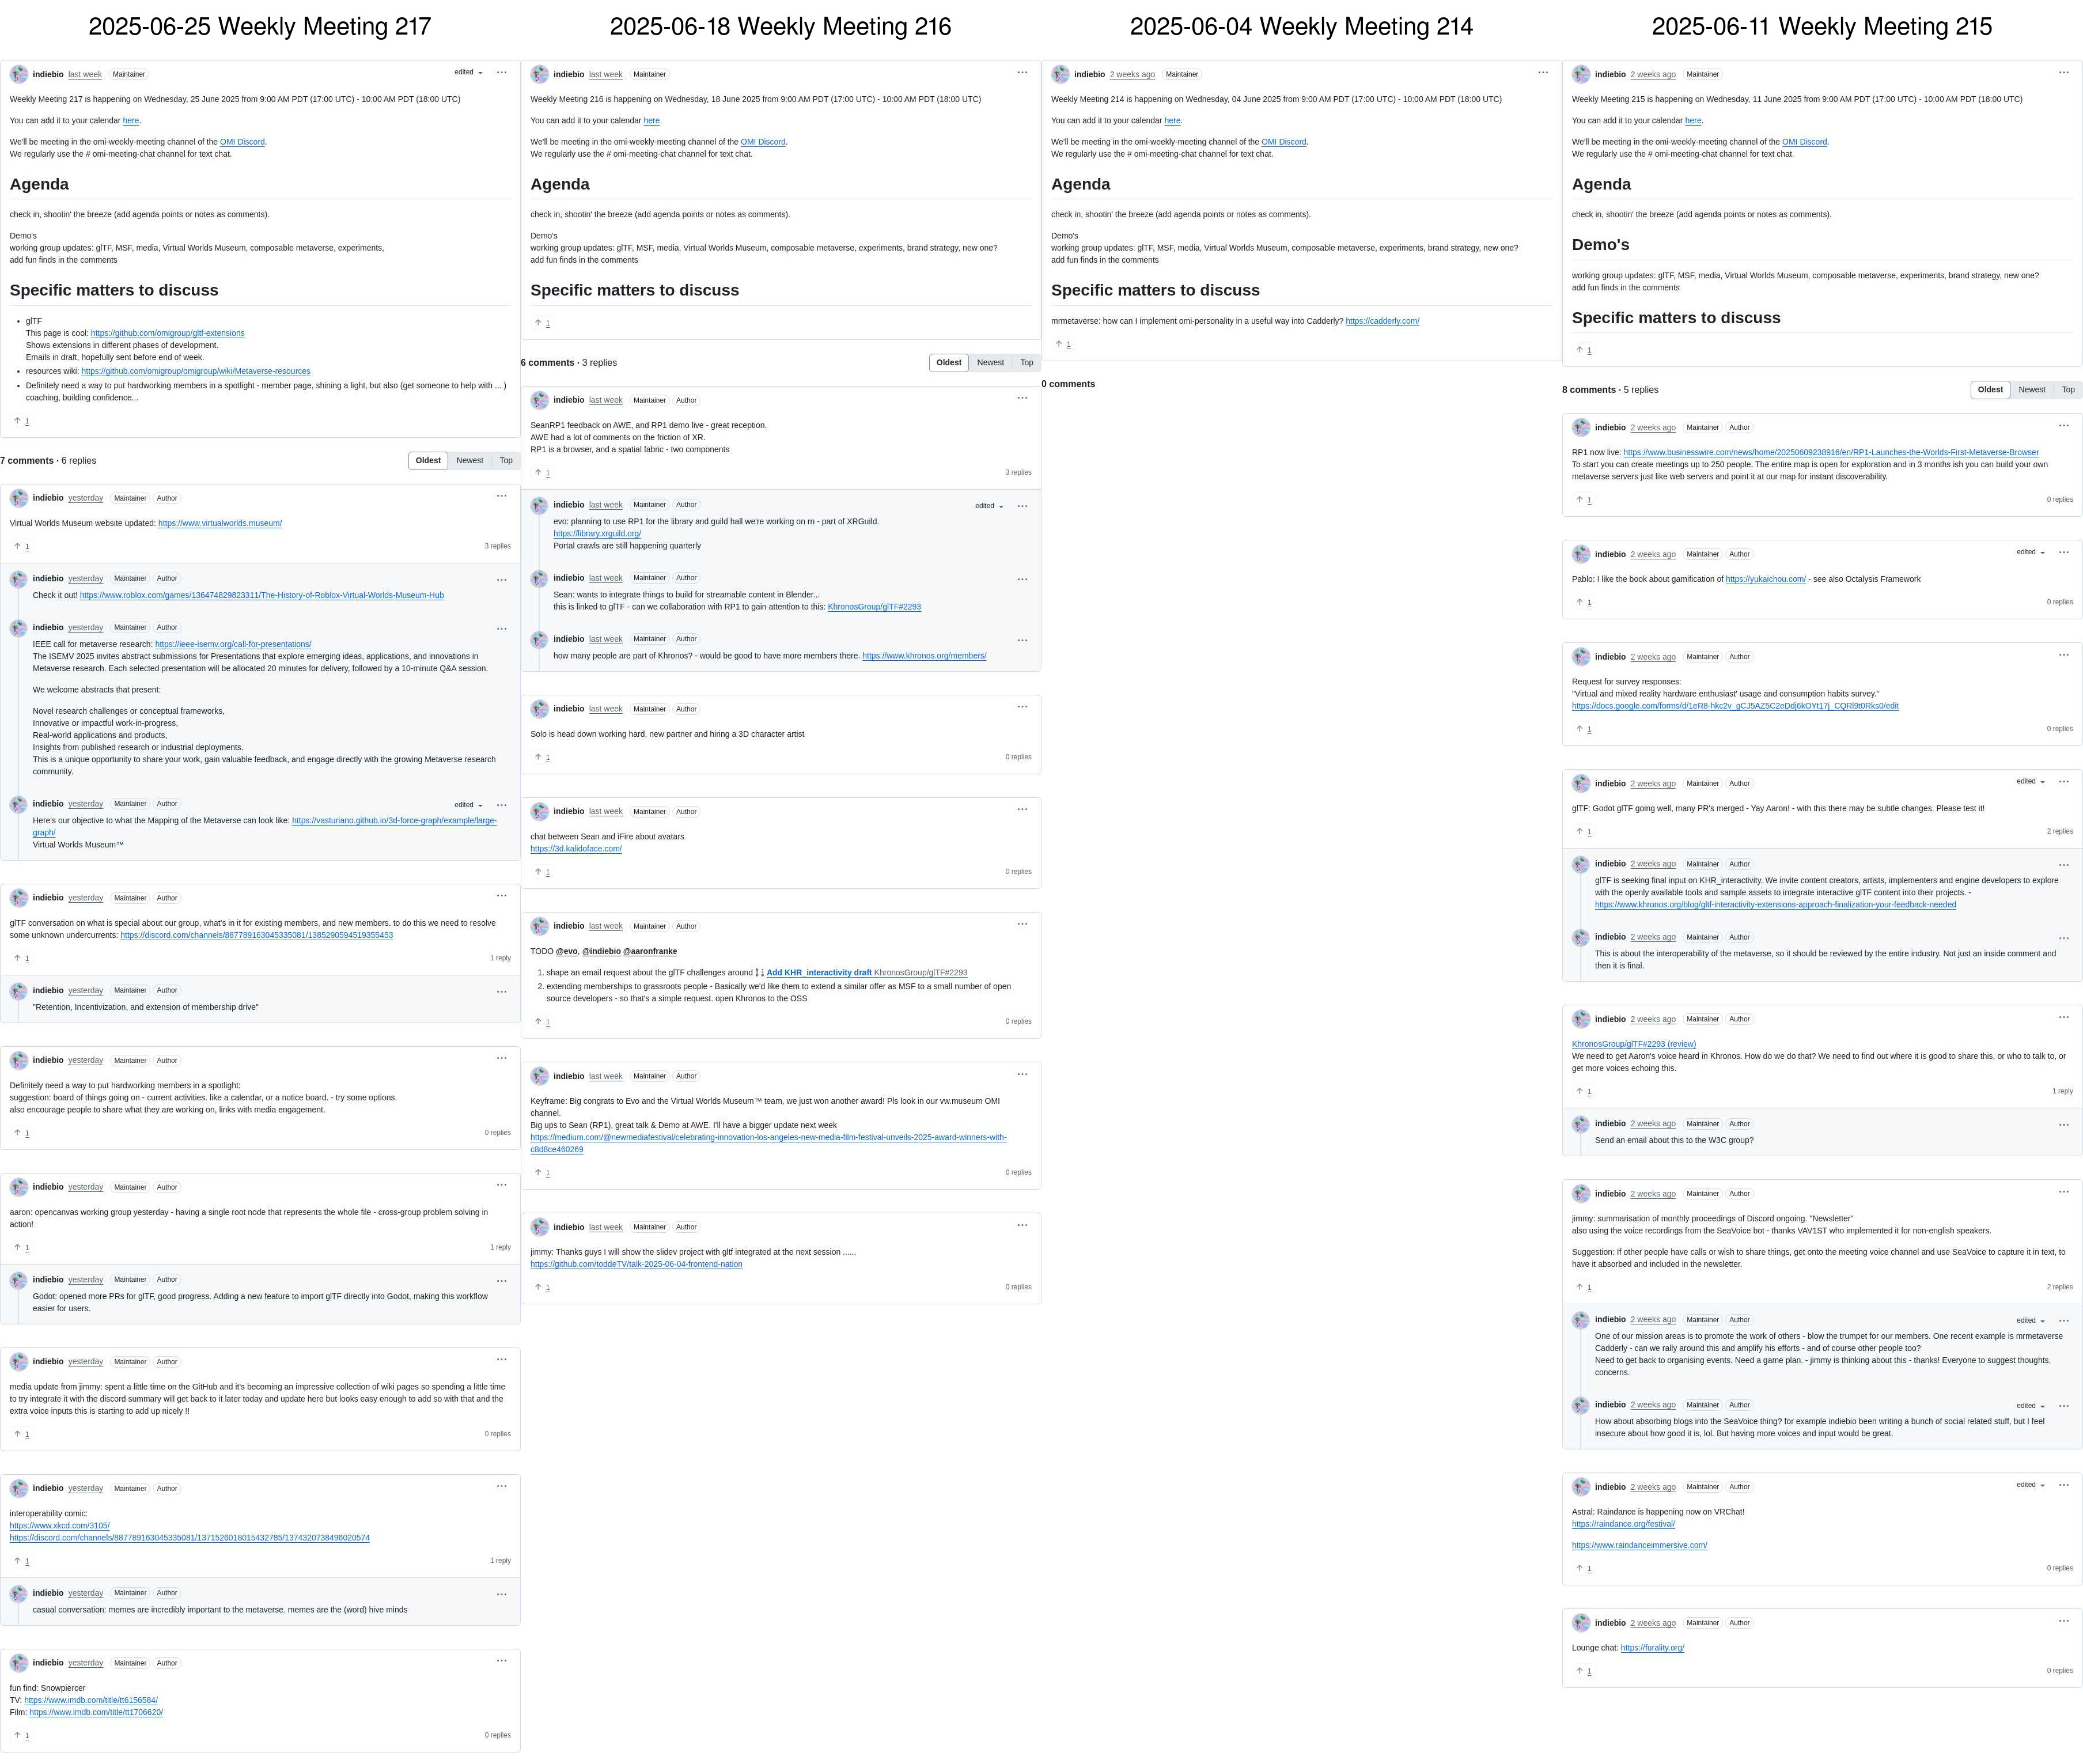 2025-06-25 Weekly Meeting 217
indiebio last week Maintainer edited
Weekly Meeting 217 is happening on Wednesday, 25 June 2025 from 9:00 AM PDT (17:00 UTC) - 10:00 AM PDT (18:00 UTC)
You can add it to your calendar here.
We'll be meeting in the omi-weekly-meeting channel of the OMI Discord.
We regularly use the # omi-meeting-chat channel for text chat.
Agenda
check in, shootin' the breeze (add agenda points or notes as comments).
Demo's
working group updates: glTF, MSF, media, Virtual Worlds Museum, composable metaverse, experiments,
add fun finds in the comments
Specific matters to discuss
• glTF
This page is cool: https://github.com/omigroup/gltf-extensions
Shows extensions in different phases of development.
Emails in draft, hopefully sent before end of week.
• resources wiki: https://github.com/omigroup/omigroup/wiki/Metaverse-resources
• Definitely need a way to put hardworking members in a spotlight - member page, shining a light, but also (get someone to help with ... )
coaching, building confidence...
↑ 1
7 comments · 6 replies Oldest Newest Top
indiebio yesterday Maintainer Author
Virtual Worlds Museum website updated: https://www.virtualworlds.museum/
↑ 1 3 replies
indiebio yesterday Maintainer Author
Check it out! https://www.roblox.com/games/136474829823311/The-History-of-Roblox-Virtual-Worlds-Museum-Hub
indiebio yesterday Maintainer Author
IEEE call for metaverse research: https://ieee-isemv.org/call-for-presentations/
The ISEMV 2025 invites abstract submissions for Presentations that explore emerging ideas, applications, and innovations in
Metaverse research. Each selected presentation will be allocated 20 minutes for delivery, followed by a 10-minute Q&A session.
We welcome abstracts that present:
Novel research challenges or conceptual frameworks,
Innovative or impactful work-in-progress,
Real-world applications and products,
Insights from published research or industrial deployments.
This is a unique opportunity to share your work, gain valuable feedback, and engage directly with the growing Metaverse research
community.
indiebio yesterday Maintainer Author edited
Here's our objective to what the Mapping of the Metaverse can look like: https://vasturiano.github.io/3d-force-graph/example/large-
graph/
Virtual Worlds Museum™
indiebio yesterday Maintainer Author
glTF conversation on what is special about our group, what's in it for existing members, and new members. to do this we need to resolve
some unknown undercurrents: https://discord.com/channels/887789163045335081/1385290594519355453
↑ 1 1 reply
indiebio yesterday Maintainer Author
"Retention, Incentivization, and extension of membership drive"
indiebio yesterday Maintainer Author
Definitely need a way to put hardworking members in a spotlight:
suggestion: board of things going on - current activities. like a calendar, or a notice board. - try some options.
also encourage people to share what they are working on, links with media engagement.
↑ 1 0 replies
indiebio yesterday Maintainer Author
aaron: opencanvas working group yesterday - having a single root node that represents the whole file - cross-group problem solving in
action!
↑ 1 1 reply
indiebio yesterday Maintainer Author
Godot: opened more PRs for glTF, good progress. Adding a new feature to import glTF directly into Godot, making this workflow
easier for users.
indiebio yesterday Maintainer Author
media update from jimmy: spent a little time on the GitHub and it's becoming an impressive collection of wiki pages so spending a little time
to try integrate it with the discord summary will get back to it later today and update here but looks easy enough to add so with that and the
extra voice inputs this is starting to add up nicely !!
↑ 1 0 replies
indiebio yesterday Maintainer Author
interoperability comic:
https://www.xkcd.com/3105/
https://discord.com/channels/887789163045335081/1371526018015432785/1374320738496020574
↑ 1 1 reply
indiebio yesterday Maintainer Author
casual conversation: memes are incredibly important to the metaverse. memes are the (word) hive minds
indiebio yesterday Maintainer Author
fun find: Snowpiercer
TV: https://www.imdb.com/title/tt6156584/
Film: https://www.imdb.com/title/tt1706620/
↑ 1 0 replies
2025-06-18 Weekly Meeting 216
indiebio last week Maintainer
Weekly Meeting 216 is happening on Wednesday, 18 June 2025 from 9:00 AM PDT (17:00 UTC) - 10:00 AM PDT (18:00 UTC)
You can add it to your calendar here.
We'll be meeting in the omi-weekly-meeting channel of the OMI Discord.
We regularly use the # omi-meeting-chat channel for text chat.
Agenda
check in, shootin' the breeze (add agenda points or notes as comments).
Demo's
working group updates: glTF, MSF, media, Virtual Worlds Museum, composable metaverse, experiments, brand strategy, new one?
add fun finds in the comments
Specific matters to discuss
↑ 1
6 comments · 3 replies Oldest Newest Top
indiebio last week Maintainer Author
SeanRP1 feedback on AWE, and RP1 demo live - great reception.
AWE had a lot of comments on the friction of XR.
RP1 is a browser, and a spatial fabric - two components
↑ 1 3 replies
indiebio last week Maintainer Author edited
evo: planning to use RP1 for the library and guild hall we're working on rn - part of XRGuild.
https://library.xrguild.org/
Portal crawls are still happening quarterly
indiebio last week Maintainer Author
Sean: wants to integrate things to build for streamable content in Blender...
this is linked to glTF - can we collaboration with RP1 to gain attention to this: KhronosGroup/glTF#2293
indiebio last week Maintainer Author
how many people are part of Khronos? - would be good to have more members there. https://www.khronos.org/members/
indiebio last week Maintainer Author
Solo is head down working hard, new partner and hiring a 3D character artist
↑ 1 0 replies
indiebio last week Maintainer Author
chat between Sean and iFire about avatars
https://3d.kalidoface.com/
↑ 1 0 replies
indiebio last week Maintainer Author
TODO @evo, @indiebio @aaronfranke
1. shape an email request about the glTF challenges around Add KHR_interactivity draft KhronosGroup/glTF#2293
2. extending memberships to grassroots people - Basically we'd like them to extend a similar offer as MSF to a small number of open
source developers - so that's a simple request. open Khronos to the OSS
↑ 1 0 replies
indiebio last week Maintainer Author
Keyframe: Big congrats to Evo and the Virtual Worlds Museum™ team, we just won another award! Pls look in our vw.museum OMI
channel.
Big ups to Sean (RP1), great talk & Demo at AWE. I'll have a bigger update next week
https://medium.com/@newmediafestival/celebrating-innovation-los-angeles-new-media-film-festival-unveils-2025-award-winners-with-
c8d8ce460269
↑ 1 0 replies
indiebio last week Maintainer Author
jimmy: Thanks guys I will show the slidev project with gltf integrated at the next session ......
https://github.com/toddeTV/talk-2025-06-04-frontend-nation
↑ 1 0 replies
2025-06-04 Weekly Meeting 214
indiebio 2 weeks ago Maintainer
Weekly Meeting 214 is happening on Wednesday, 04 June 2025 from 9:00 AM PDT (17:00 UTC) - 10:00 AM PDT (18:00 UTC)
You can add it to your calendar here.
We'll be meeting in the omi-weekly-meeting channel of the OMI Discord.
We regularly use the # omi-meeting-chat channel for text chat.
Agenda
check in, shootin' the breeze (add agenda points or notes as comments).
Demo's
working group updates: glTF, MSF, media, Virtual Worlds Museum, composable metaverse, experiments, brand strategy, new one?
add fun finds in the comments
Specific matters to discuss
mrmetaverse: how can I implement omi-personality in a useful way into Cadderly? https://cadderly.com/
↑ 1
0 comments
2025-06-11 Weekly Meeting 215
indiebio 2 weeks ago Maintainer
Weekly Meeting 215 is happening on Wednesday, 11 June 2025 from 9:00 AM PDT (17:00 UTC) - 10:00 AM PDT (18:00 UTC)
You can add it to your calendar here.
We'll be meeting in the omi-weekly-meeting channel of the OMI Discord.
We regularly use the # omi-meeting-chat channel for text chat.
Agenda
check in, shootin' the breeze (add agenda points or notes as comments).
Demo's
working group updates: glTF, MSF, media, Virtual Worlds Museum, composable metaverse, experiments, brand strategy, new one?
add fun finds in the comments
Specific matters to discuss
↑ 1
8 comments · 5 replies Oldest Newest Top
indiebio 2 weeks ago Maintainer Author
RP1 now live: https://www.businesswire.com/news/home/20250609238916/en/RP1-Launches-the-Worlds-First-Metaverse-Browser
To start you can create meetings up to 250 people. The entire map is open for exploration and in 3 months ish you can build your own
metaverse servers just like web servers and point it at our map for instant discoverability.
↑ 1 0 replies
indiebio 2 weeks ago Maintainer Author edited
Pablo: I like the book about gamification of https://yukaichou.com/ - see also Octalysis Framework
↑ 1 0 replies
indiebio 2 weeks ago Maintainer Author
Request for survey responses:
"Virtual and mixed reality hardware enthusiast' usage and consumption habits survey."
https://docs.google.com/forms/d/1eR8-hkc2v_gCJ5AZ5C2eDdj6kOYt17j_CQRl9t0Rks0/edit
↑ 1 0 replies
indiebio 2 weeks ago Maintainer Author edited
glTF: Godot glTF going well, many PR's merged - Yay Aaron! - with this there may be subtle changes. Please test it!
↑ 1 2 replies
indiebio 2 weeks ago Maintainer Author
glTF is seeking final input on KHR_interactivity. We invite content creators, artists, implementers and engine developers to explore
with the openly available tools and sample assets to integrate interactive glTF content into their projects. -
https://www.khronos.org/blog/gltf-interactivity-extensions-approach-finalization-your-feedback-needed
indiebio 2 weeks ago Maintainer Author
This is about the interoperability of the metaverse, so it should be reviewed by the entire industry. Not just an inside comment and
then it is final.
indiebio 2 weeks ago Maintainer Author
KhronosGroup/glTF#2293 (review)
We need to get Aaron's voice heard in Khronos. How do we do that? We need to find out where it is good to share this, or who to talk to, or
get more voices echoing this.
↑ 1 1 reply
indiebio 2 weeks ago Maintainer Author
Send an email about this to the W3C group?
indiebio 2 weeks ago Maintainer Author
jimmy: summarisation of monthly proceedings of Discord ongoing. "Newsletter"
also using the voice recordings from the SeaVoice bot - thanks VAV1ST who implemented it for non-english speakers.
Suggestion: If other people have calls or wish to share things, get onto the meeting voice channel and use SeaVoice to capture it in text, to
have it absorbed and included in the newsletter.
↑ 1 2 replies
indiebio 2 weeks ago Maintainer Author edited
One of our mission areas is to promote the work of others - blow the trumpet for our members. One recent example is mrmetaverse
Cadderly - can we rally around this and amplify his efforts - and of course other people too?
Need to get back to organising events. Need a game plan. - jimmy is thinking about this - thanks! Everyone to suggest thoughts,
concerns.
indiebio 2 weeks ago Maintainer Author edited
How about absorbing blogs into the SeaVoice thing? for example indiebio been writing a bunch of social related stuff, but I feel
insecure about how good it is, lol. But having more voices and input would be great.
indiebio 2 weeks ago Maintainer Author edited
Astral: Raindance is happening now on VRChat!
https://raindance.org/festival/
https://www.raindanceimmersive.com/
↑ 1 0 replies
indiebio 2 weeks ago Maintainer Author
Lounge chat: https://furality.org/
↑ 1 0 replies